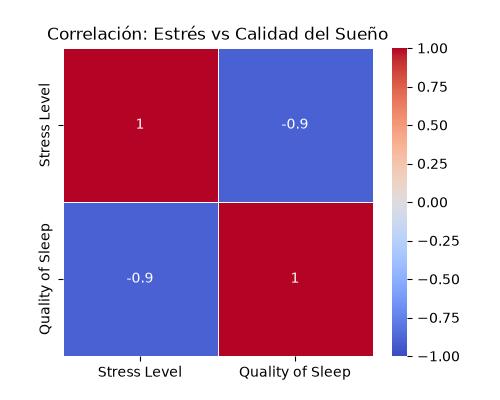 Correlación: Estrés vs Calidad del Sueño
Stress Level
1
-0.9
Quality of Sleep
-0.9
1
Stress Level
Quality of Sleep
1.00
0.75
0.50
0.25
0.00
−0.25
−0.50
−0.75
−1.00